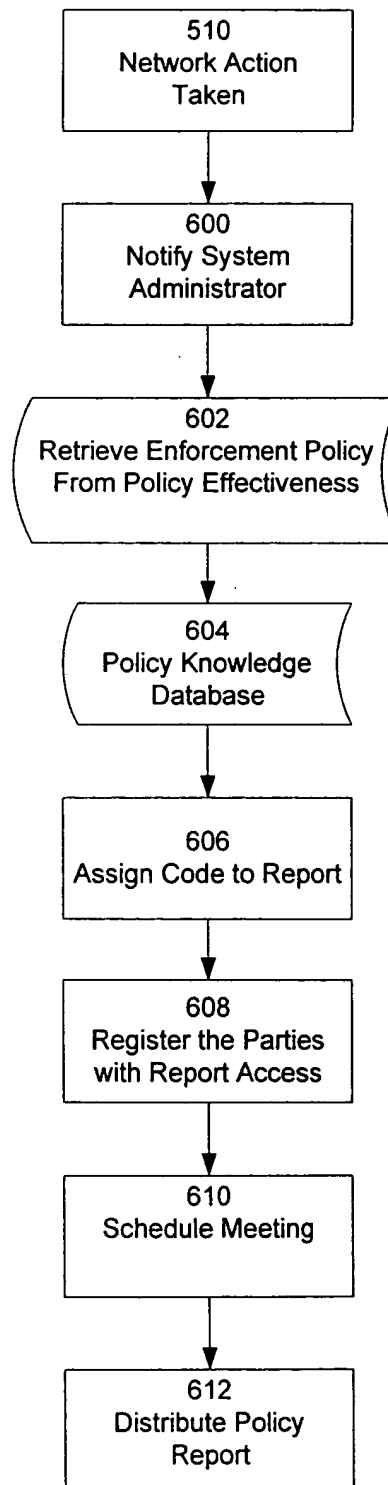 510
Network Action
Taken
600
Notify System
Administrator
602
Retrieve Enforcement Policy
From Policy Effectiveness
604
Policy Knowledge
Database
606
Assign Code to Report
608
Register the Parties
with Report Access
610
Schedule Meeting
612
Distribute Policy
Report